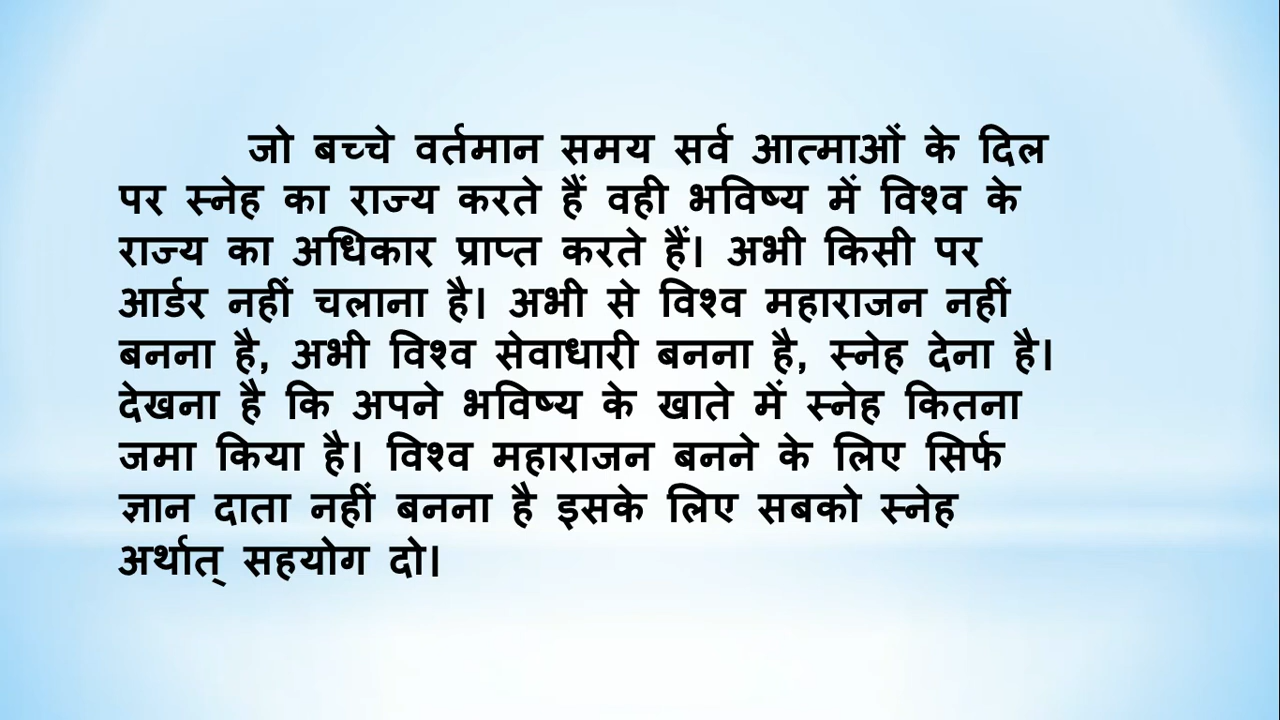 जो बच्चे वर्तमान समय सर्व आत्माओं के दिल
पर स्नेह का राज्य करते हैं वही भविष्य में विश्व के
राज्य का अधिकार प्राप्त करते हैं। अभी किसी पर
आर्डर नहीं चलाना है। अभी से विश्व महाराजन नहीं
बनना है, अभी विश्व सेवाधारी बनना है, स्नेह देना है।
देखना है कि अपने भविष्य के खाते में स्नेह कितना
जमा किया है। विश्व महाराजन बनने के लिए सिर्फ
ज्ञान दाता नहीं बनना है इसके लिए सबको स्नेह
अर्थात् सहयोग दो।